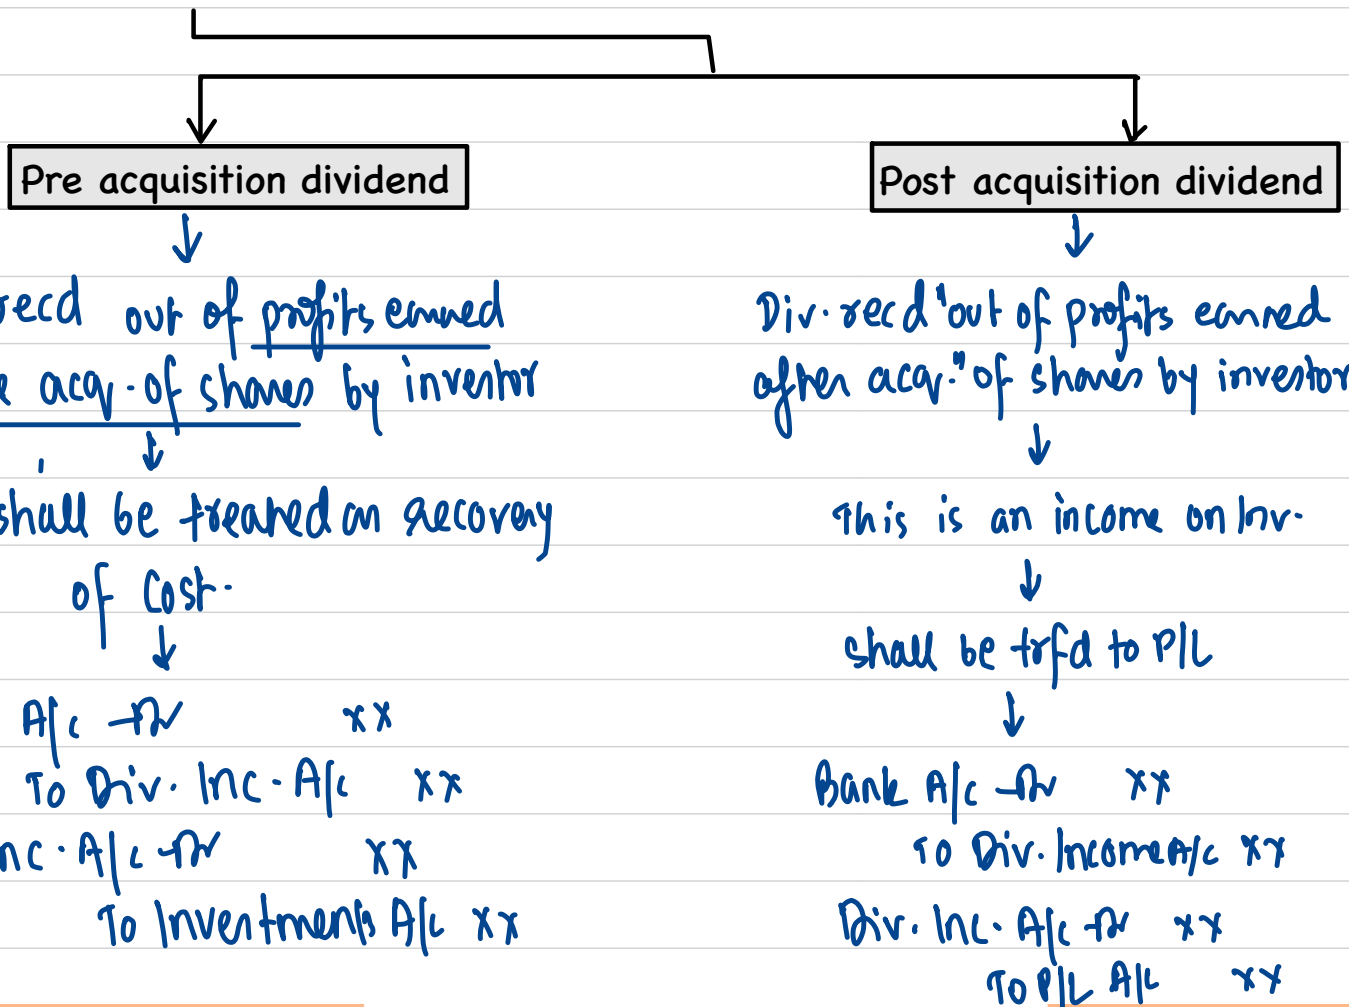 Pre acquisition dividend
recd out of profits earned
acq. of shares by investor
shall be treated as recovery
of Cost.
A/c Dr xx
To Div. Inc. A/c xx
nc. A/c Dr xx
To Investments A/c xx
Post acquisition dividend
Div. recd "out of profits earned
after acq." of shares by investor
This is an income on Inv.
shall be trfd to P/L
Bank A/c Dr xx
To Div. Income A/c xx
Div. Inc. A/c Dr xx
To P/L A/c xx